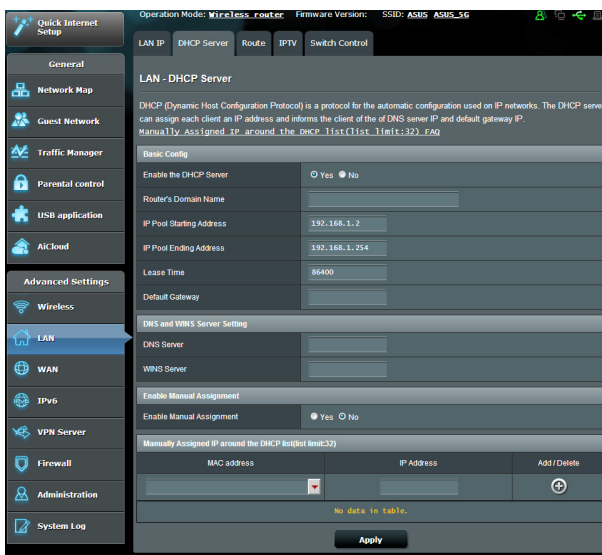 Quick Internet Setup
Operation Mode: Wireless router Firmware Version: SSID: ASUS ASUS_5G
LAN IP DHCP Server Route IPTV Switch Control
General
Network Map
Guest Network
Traffic Manager
Parental control
USB application
AiCloud
Advanced Settings
Wireless
LAN
WAN
IPv6
VPN Server
Firewall
Administration
System Log
LAN - DHCP Server
DHCP (Dynamic Host Configuration Protocol) is a protocol for the automatic configuration used on IP networks. The DHCP serve
can assign each client an IP address and informs the client of the of DNS server IP and default gateway IP.
Manually Assigned IP around the DHCP list(list limit:32) FAQ
Basic Config
Enable the DHCP Server Yes No
Router's Domain Name
IP Pool Starting Address 192.168.1.2
IP Pool Ending Address 192.168.1.254
Lease Time 86400
Default Gateway
DNS and WINS Server Setting
DNS Server
WINS Server
Enable Manual Assignment
Enable Manual Assignment Yes No
Manually Assigned IP around the DHCP list(list limit:32)
MAC address IP Address Add / Delete
No data in table.
Apply